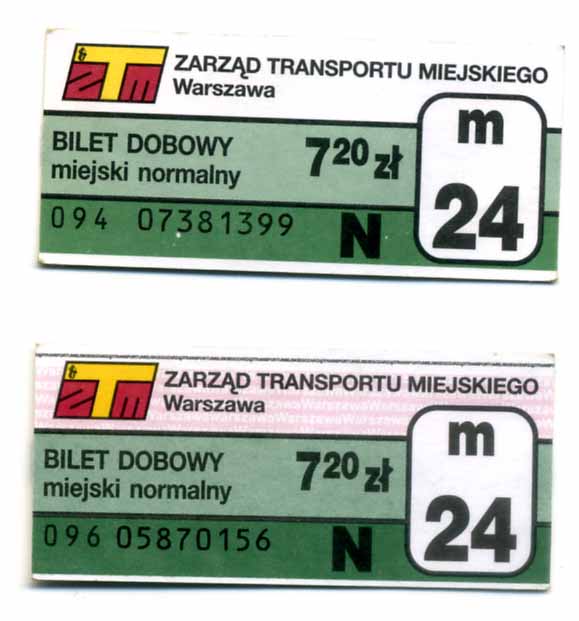 ZTM
ZARZĄD TRANSPORTU MIEJSKIEGO
Warszawa
BILET DOBOWY
miejski normalny
720 zł
m
24
094 07381399
N
ZTM
ZARZĄD TRANSPORTU MIEJSKIEGO
Warszawa
BILET DOBOWY
miejski normalny
720 zł
m
24
096 05870156
N